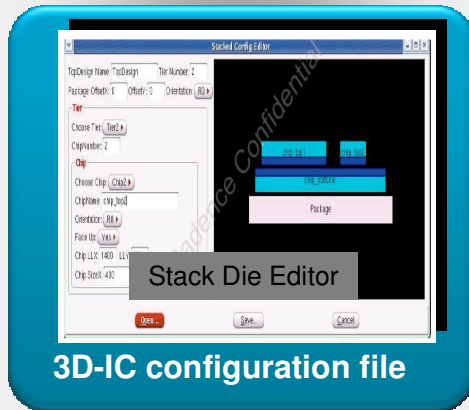 Stacked Config Editor
TopDesign Name: TopDesign Tier Number: 2
Package OffsetX: 0 OffsetY: 0 Orientation: R0
Tier
Choose Tier: Tier2
ChipNumber: 2
Chip
Choose Chip: Chip2
ChipName: chip_top2
Orientation: R0
Face Up: Yes
Chip LLX: 1400 LLY
Chip SizeX: 400
chip_top1 chip_top2
chip_bottome
Package
Cadence Confidential
Stack Die Editor
Open... Save... Cancel
3D-IC configuration file